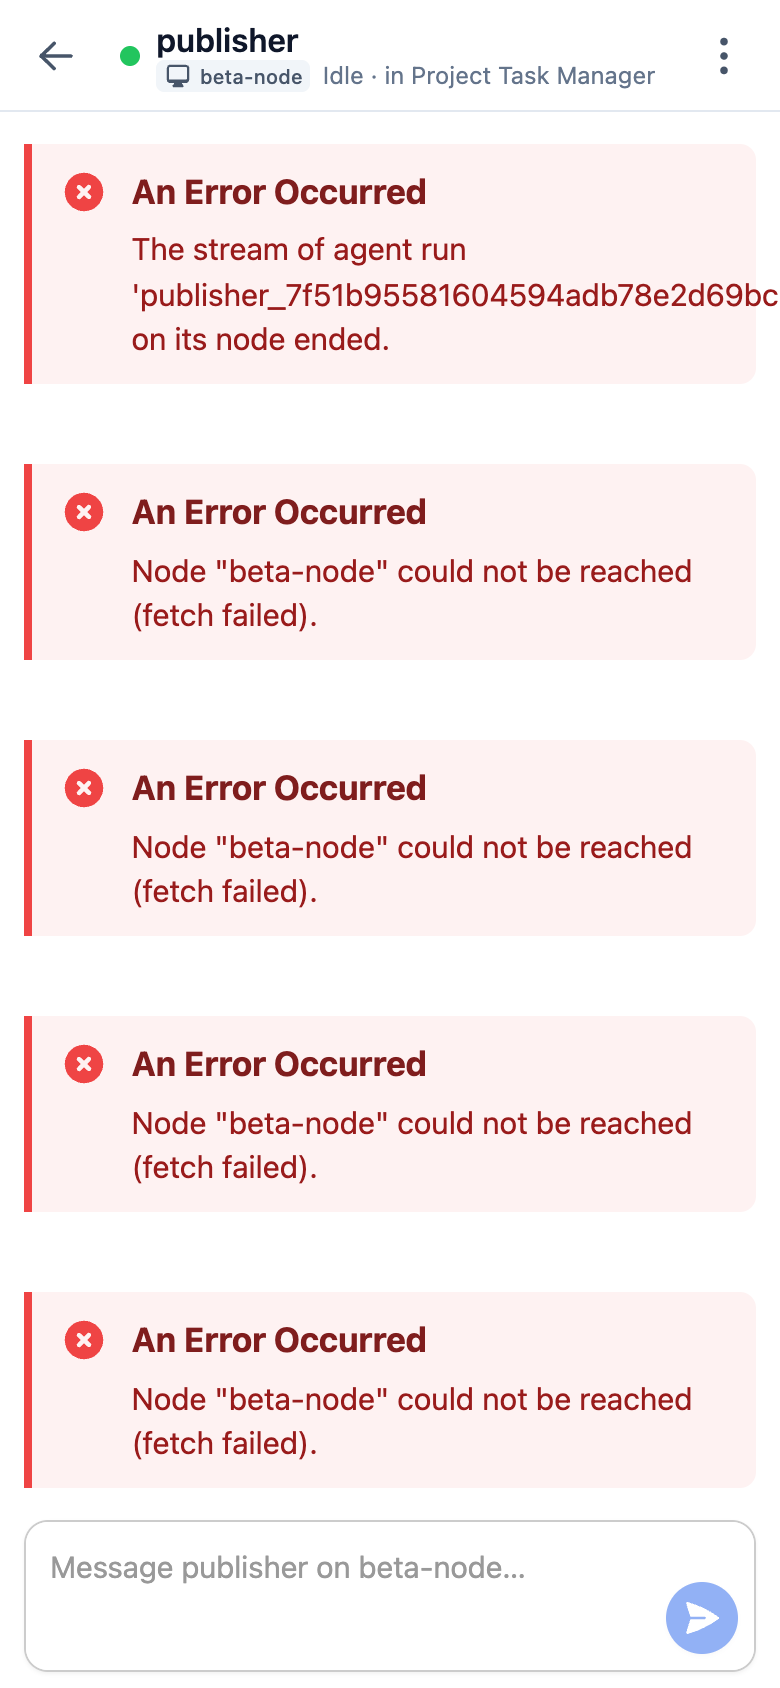 publisher
beta-node Idle · in Project Task Manager
An Error Occurred
The stream of agent run
'publisher_7f51b95581604594adb78e2d69bc
on its node ended.
An Error Occurred
Node "beta-node" could not be reached
(fetch failed).
An Error Occurred
Node "beta-node" could not be reached
(fetch failed).
An Error Occurred
Node "beta-node" could not be reached
(fetch failed).
An Error Occurred
Node "beta-node" could not be reached
(fetch failed).
Message publisher on beta-node...